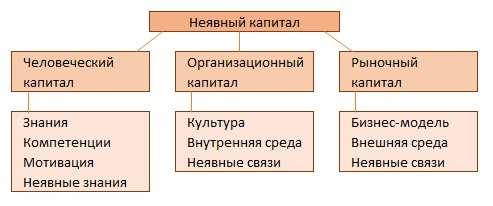 Неявный капитал
Человеческий
капитал
Организационный
капитал
Рыночный
капитал
Знания
Компетенции
Мотивация
Неявные знания
Культура
Внутренняя среда
Неявные связи
Бизнес-модель
Внешняя среда
Неявные связи